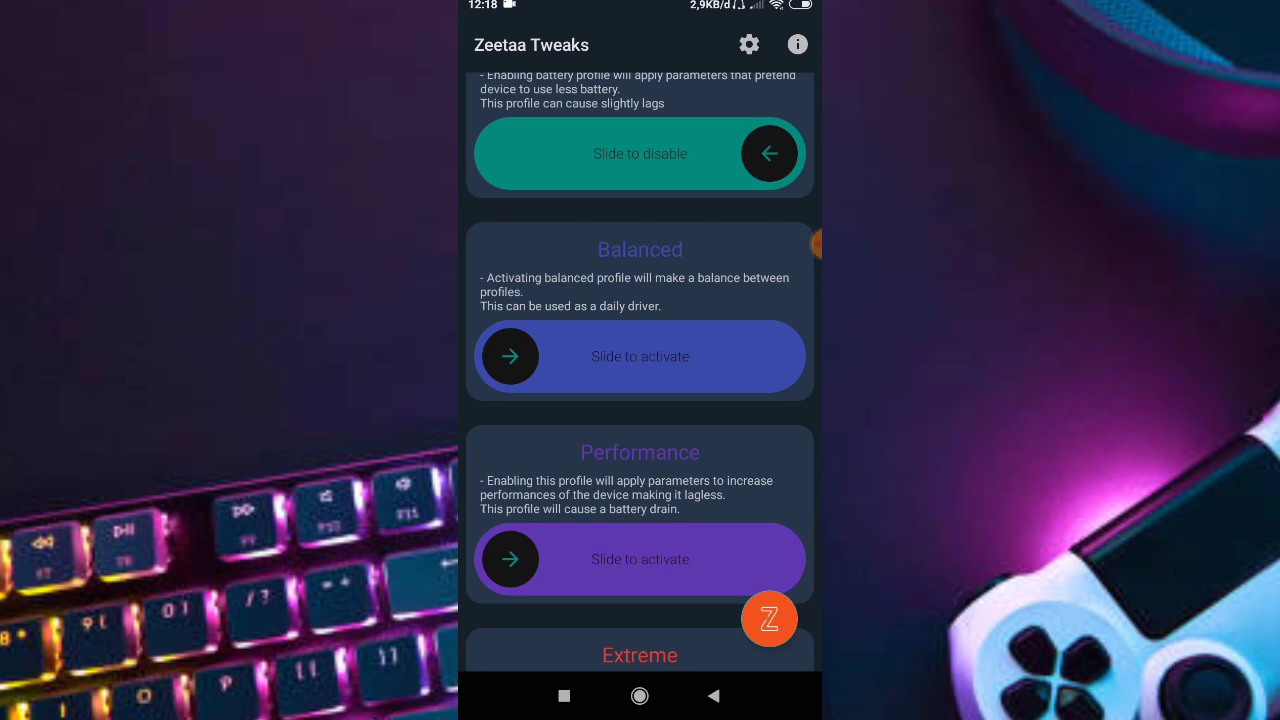 12:18
2,9KB/d
Zeetaa Tweaks
- Enabling battery profile will apply parameters that pretend
device to use less battery.
This profile can cause slightly lags
Slide to disable
Balanced
- Activating balanced profile will make a balance between
profiles.
This can be used as a daily driver.
Slide to activate
Performance
- Enabling this profile will apply parameters to increase
performances of the device making it lagless.
This profile will cause a battery drain.
Slide to activate
Z
Extreme